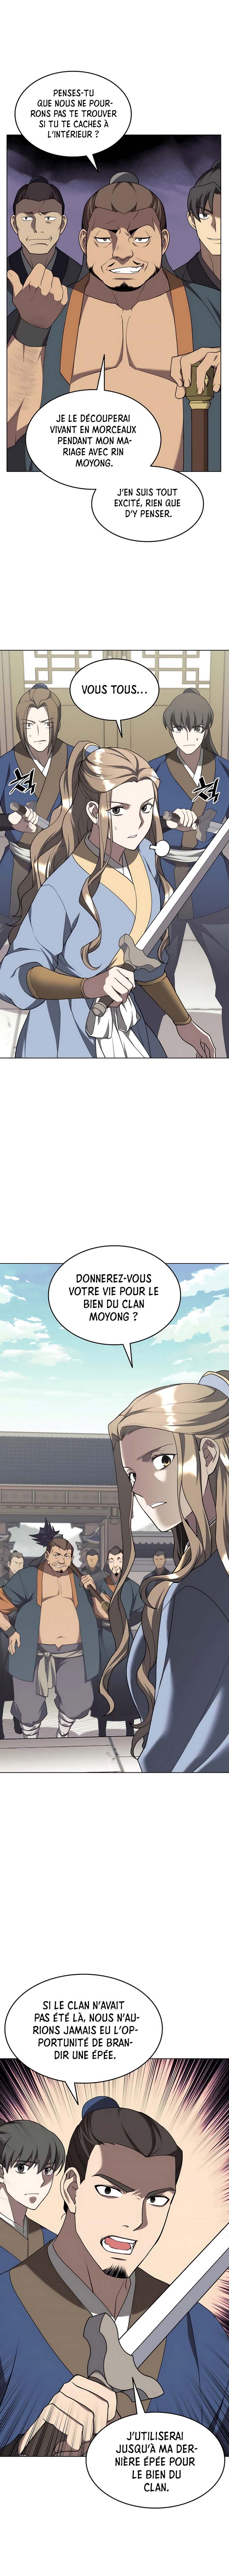 PENSES-TU
QUE NOUS NE POUR-
RONS PAS TE TROUVER
SI TU TE CACHES À
L'INTÉRIEUR ?
JE LE DÉCOUPERAI
VIVANT EN MORCEAUX
PENDANT MON MA-
RIAGE AVEC RIN
MOYONG.
J'EN SUIS TOUT
EXCITÉ, RIEN QUE
D'Y PENSER.
VOUS TOUS...
DONNEREZ-VOUS
VOTRE VIE POUR LE
BIEN DU CLAN
MOYONG ?
SI LE CLAN N'AVAIT
PAS ÉTÉ LÀ, NOUS N'AU-
RIONS JAMAIS EU L'OP-
PORTUNITÉ DE BRAN-
DIR UNE ÉPÉE.
J'UTILISERAI
JUSQU'À MA DER-
NIÈRE ÉPÉE POUR
LE BIEN DU
CLAN.